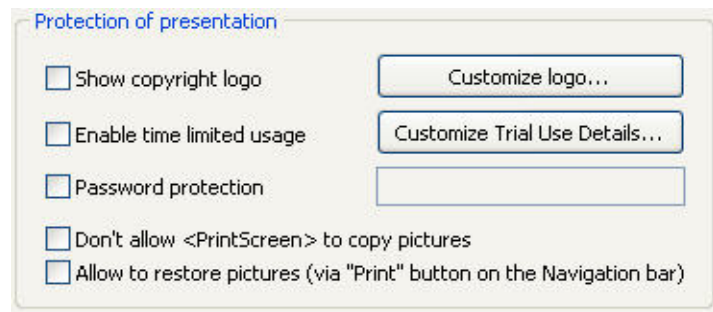 Protection of presentation
Show copyright logo Customize logo...
Enable time limited usage Customize Trial Use Details...
Password protection
Don't allow <PrintScreen> to copy pictures
Allow to restore pictures (via "Print" button on the Navigation bar)